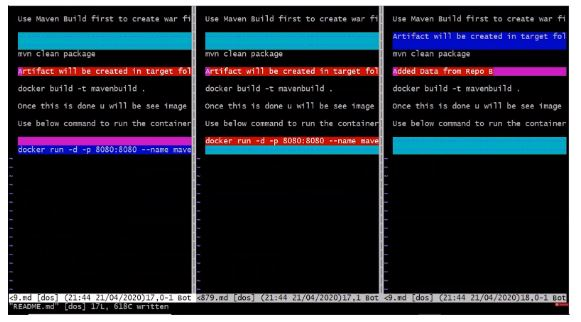 Use Maven Build first to create war fi
mvn clean package
Artifact will be created in target fol
docker build -t mavenbuild .
Once this is done u will be see image
Use below command to run the container
docker run -d -p 8080:8080 --name mave
Use Maven Build first to create war fi
mvn clean package
Artifact will be created in target fol
docker build -t mavenbuild .
Once this is done u will be see image
Use below command to run the container
docker run -d -p 8080:8080 --name mave
Use Maven Build first to create war fi
Artifact will be created in target fol
mvn clean package
Added Data from Repo B
docker build -t mavenbuild .
Once this is done u will be see image
Use below command to run the container
<9.md [dos] (21:44 21/04/2020)17,0-1 Bot <879.md [dos] (21:44 21/04/2020)17,1 Bot <9.md [dos] (21:44 21/04/2020)18,0-1 Bot
"README.md" [dos] 17L, 618C written